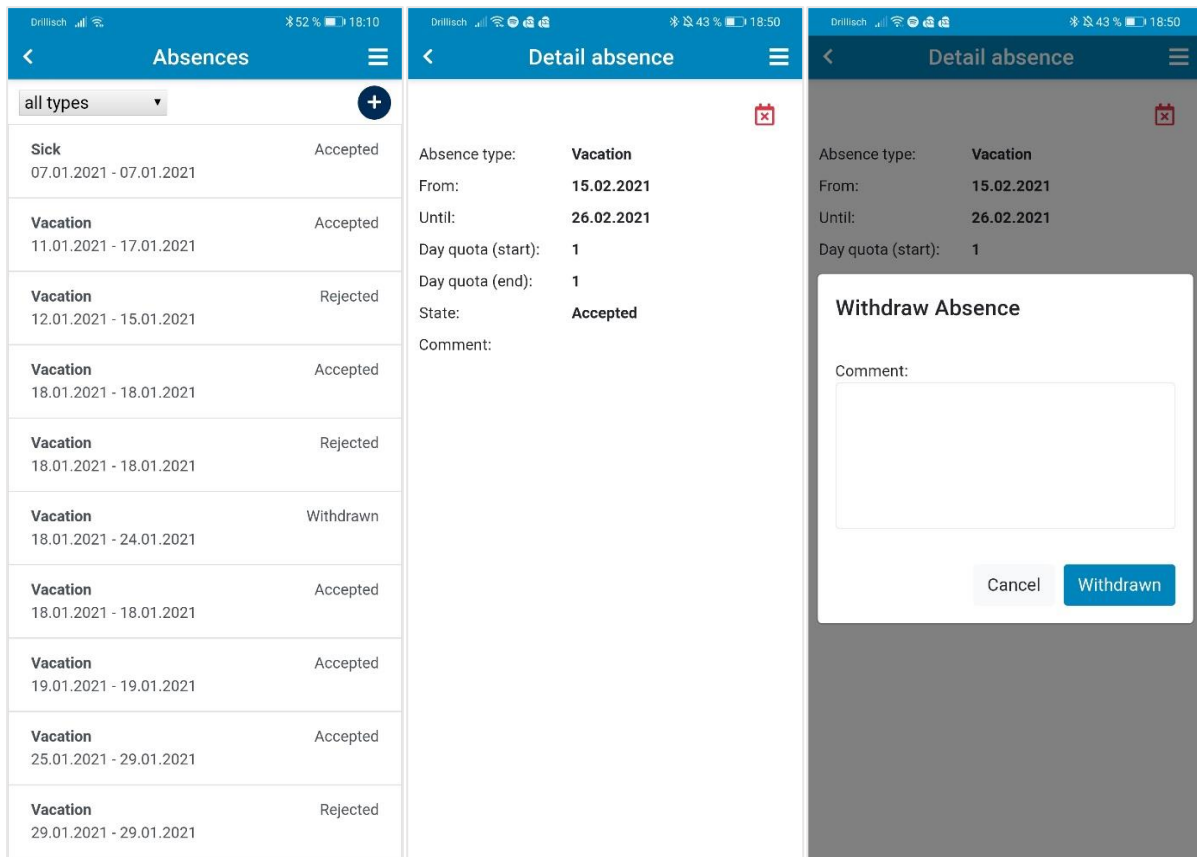 Drillisch 52 % 18:10
Absences
all types
Sick Accepted
07.01.2021 - 07.01.2021
Vacation Accepted
11.01.2021 - 17.01.2021
Vacation Rejected
12.01.2021 - 15.01.2021
Vacation Accepted
18.01.2021 - 18.01.2021
Vacation Rejected
18.01.2021 - 18.01.2021
Vacation Withdrawn
18.01.2021 - 24.01.2021
Vacation Accepted
18.01.2021 - 18.01.2021
Vacation Accepted
19.01.2021 - 19.01.2021
Vacation Accepted
25.01.2021 - 29.01.2021
Vacation Rejected
29.01.2021 - 29.01.2021
Drillisch 43 % 18:50
Detail absence
Absence type: Vacation
From: 15.02.2021
Until: 26.02.2021
Day quota (start): 1
Day quota (end): 1
State: Accepted
Comment:
Drillisch 43 % 18:50
Detail absence
Absence type: Vacation
From: 15.02.2021
Until: 26.02.2021
Day quota (start): 1
Withdraw Absence
Comment:
Cancel Withdrawn